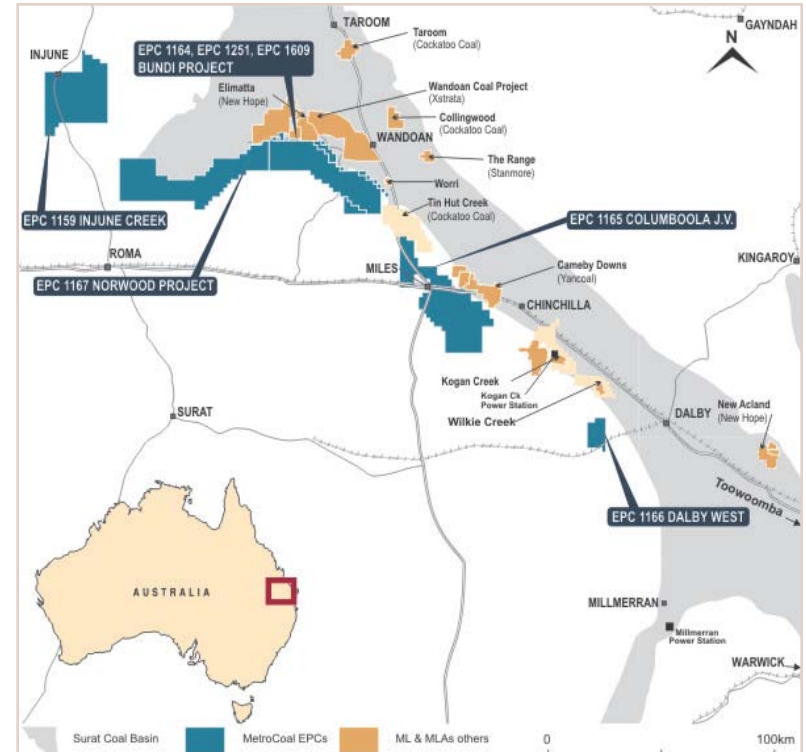 TAROOM
GAYNDAH
INJUNE
EPC 1164, EPC 1251, EPC 1609
BUNDI PROJECT
Taroom
(Cockatoo Coal)
N
Elimatta
(New Hope)
Wandoan Coal Project
(Xstrata)
Collingwood
(Cockatoo Coal)
WANDOAN
The Range
(Stanmore)
Worri
Tin Hut Creek
(Cockatoo Coal)
EPC 1159 INJUNE CREEK
EPC 1165 COLUMBOOLA J.V.
ROMA
KINGAROY
MILES
Cameby Downs
(Yancoal)
EPC 1167 NORWOOD PROJECT
CHINCHILLA
Kogan Creek
Kogan Ck
Power Station
Wilkie Creek
SURAT
New Acland
(New Hope)
DALBY
Toowoomba
EPC 1166 DALBY WEST
AUSTRALIA
MILLMERRAN
Millmerran
Power Station
WARWICK
Surat Coal Basin
MetroCoal EPCs
ML & MLAs others
0
100km